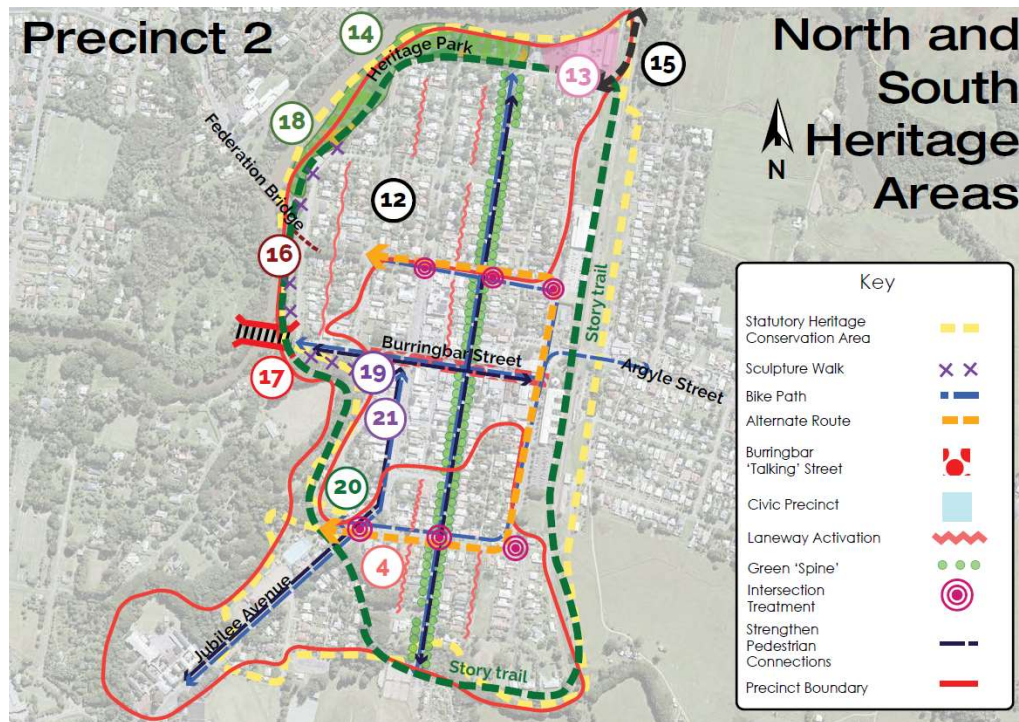 Precinct 2
North and
South
Heritage
Areas
N
14
Heritage Park
13
15
18
Federation Bridge
12
16
Story trail
Burringbar Street
Argyle Street
17
19
21
20
4
Jubilee Avenue
Story trail
Key
Statutory Heritage
Conservation Area
Sculpture Walk
Bike Path
Alternate Route
Burringbar
‘Talking’ Street
Civic Precinct
Laneway Activation
Green ‘Spine’
Intersection
Treatment
Strengthen
Pedestrian
Connections
Precinct Boundary